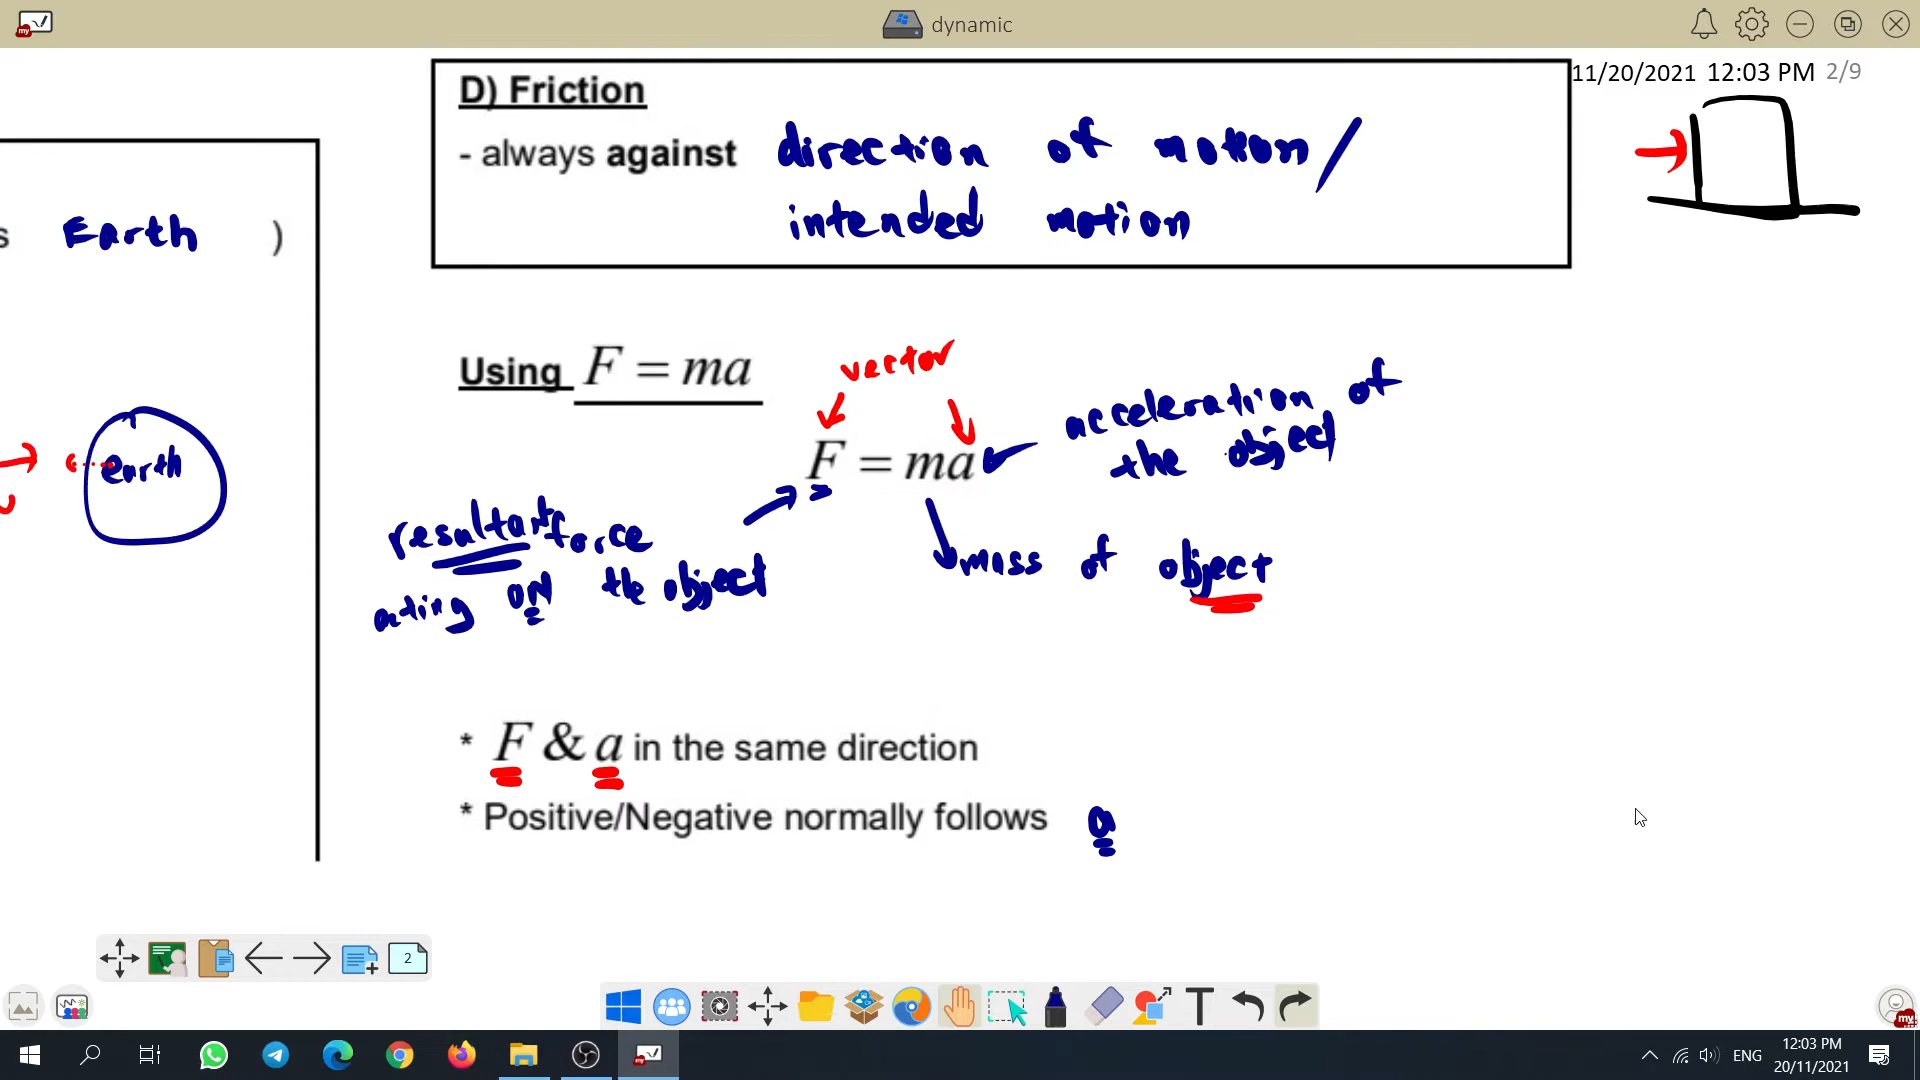 dynamic
11/20/2021 12:03 PM 2/9
D) Friction
- always against direction of motion/
intended motion
s Earth )
Using F = ma
vector
F = ma
acceleration of
the object
earth
resultant force
acting on the object
mass of object
* F & a in the same direction
* Positive/Negative normally follows a
2
my
ENG
12:03 PM
20/11/2021